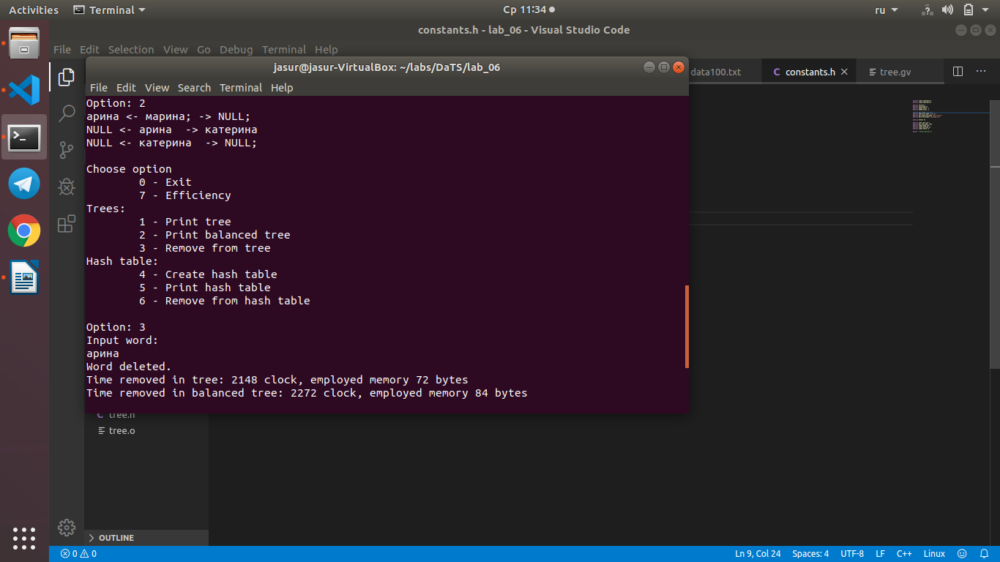 Activities Terminal Ср 11:34 ru
constants.h - lab_06 - Visual Studio Code
File Edit Selection View Go Debug Terminal Help
data100.txt constants.h tree.gv
jasur@jasur-VirtualBox: ~/labs/DaTS/lab_06
File Edit View Search Terminal Help
Option: 2
арина <- марина; -> NULL;
NULL <- арина  -> катерина
NULL <- катерина  -> NULL;
Choose option
0 - Exit
7 - Efficiency
Trees:
1 - Print tree
2 - Print balanced tree
3 - Remove from tree
Hash table:
4 - Create hash table
5 - Print hash table
6 - Remove from hash table
Option: 3
Input word:
арина
Word deleted.
Time removed in tree: 2148 clock, employed memory 72 bytes
Time removed in balanced tree: 2272 clock, employed memory 84 bytes
C tree.h
tree.o
OUTLINE
0 0 Ln 9, Col 24 Spaces: 4 UTF-8 LF C++ Linux